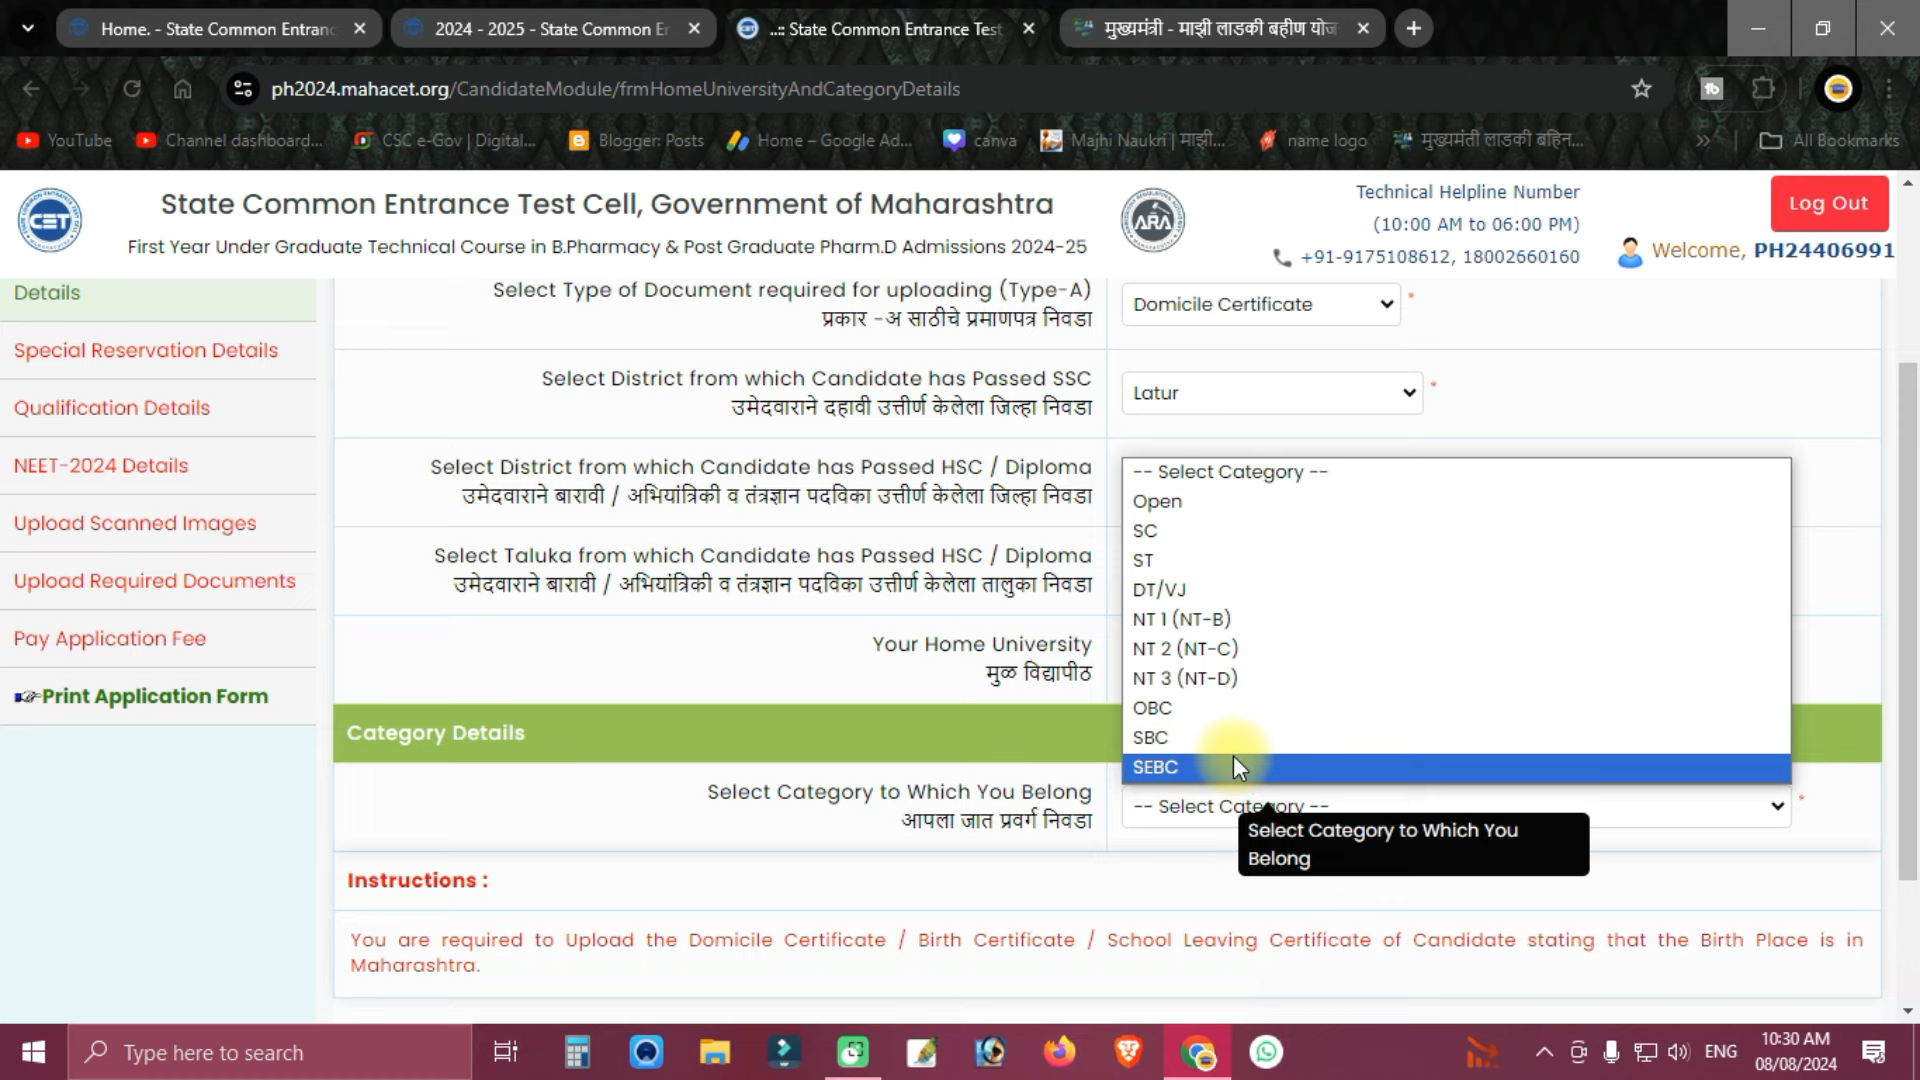 Home. - State Common Entranc
2024 - 2025 - State Common Er
..:: State Common Entrance Test
मुख्यमंत्री - माझी लाडकी बहीण योज
ph2024.mahacet.org/CandidateModule/frmHomeUniversityAndCategoryDetails
YouTube
Channel dashboard...
CSC e-Gov | Digital...
Blogger: Posts
Home – Google Ad...
canva
Majhi Naukri | माझी...
name logo
मुख्यमंती लाडकी बहिन...
All Bookmarks
State Common Entrance Test Cell, Government of Maharashtra
First Year Under Graduate Technical Course in B.Pharmacy & Post Graduate Pharm.D Admissions 2024-25
CET
ARA
Technical Helpline Number
(10:00 AM to 06:00 PM)
+91-9175108612, 18002660160
Log Out
Welcome, PH24406991
Details
Special Reservation Details
Qualification Details
NEET-2024 Details
Upload Scanned Images
Upload Required Documents
Pay Application Fee
Print Application Form
Select Type of Document required for uploading (Type-A)
प्रकार -अ साठीचे प्रमाणपत्र निवडा
Domicile Certificate *
Select District from which Candidate has Passed SSC
उमेदवाराने दहावी उत्तीर्ण केलेला जिल्हा निवडा
Latur *
Select District from which Candidate has Passed HSC / Diploma
उमेदवाराने बारावी / अभियांत्रिकी व तंत्रज्ञान पदविका उत्तीर्ण केलेला जिल्हा निवडा
Select Taluka from which Candidate has Passed HSC / Diploma
उमेदवाराने बारावी / अभियांत्रिकी व तंत्रज्ञान पदविका उत्तीर्ण केलेला तालुका निवडा
Your Home University
मुळ विद्यापीठ
-- Select Category --
Open
SC
ST
DT/VJ
NT 1 (NT-B)
NT 2 (NT-C)
NT 3 (NT-D)
OBC
SBC
SEBC
Category Details
Select Category to Which You Belong
आपला जात प्रवर्ग निवडा
-- Select Category -- *
Select Category to Which You
Belong
Instructions :
You are required to Upload the Domicile Certificate / Birth Certificate / School Leaving Certificate of Candidate stating that the Birth Place is in
Maharashtra.
Type here to search
ENG
10:30 AM
08/08/2024